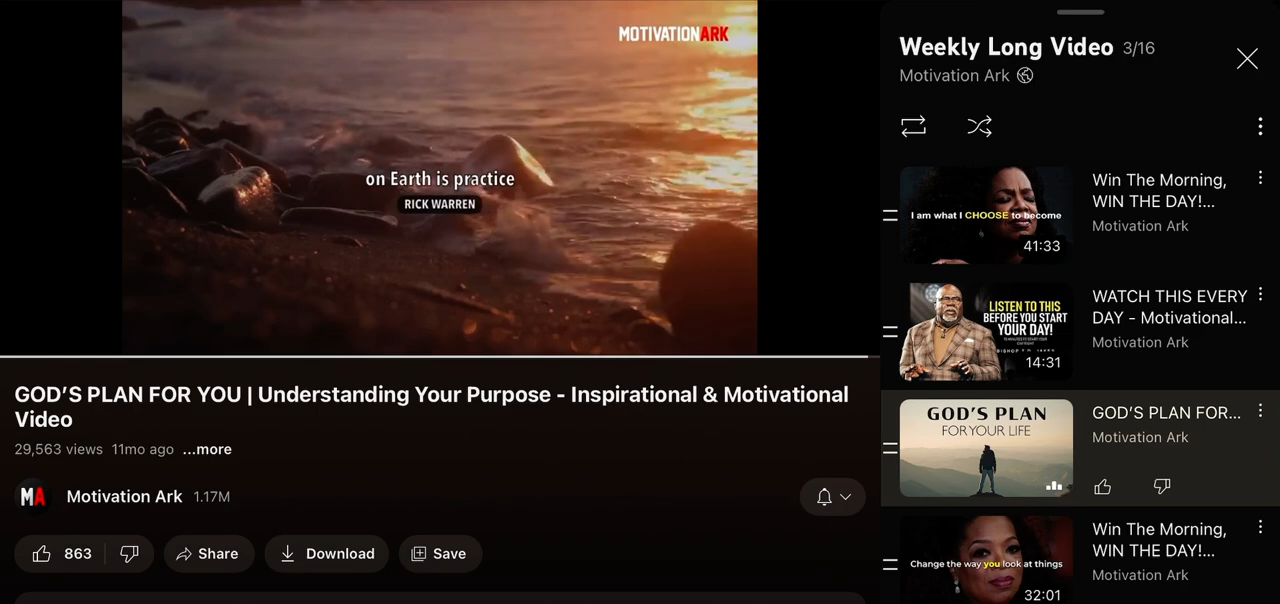 MOTIVATIONARK
on Earth is practice
RICK WARREN
GOD'S PLAN FOR YOU | Understanding Your Purpose - Inspirational & Motivational
Video
29,563 views 11mo ago ...more
MA Motivation Ark 1.17M
863 Share Download Save
Weekly Long Video 3/16
Motivation Ark
I am what I CHOOSE to become
41:33
Win The Morning,
WIN THE DAY!...
Motivation Ark
LISTEN TO THIS
BEFORE YOU START
YOUR DAY!
14:31
WATCH THIS EVERY
DAY - Motivational...
Motivation Ark
GOD'S PLAN
FOR YOUR LIFE
GOD'S PLAN FOR...
Motivation Ark
Change the way you look at things
32:01
Win The Morning,
WIN THE DAY!...
Motivation Ark